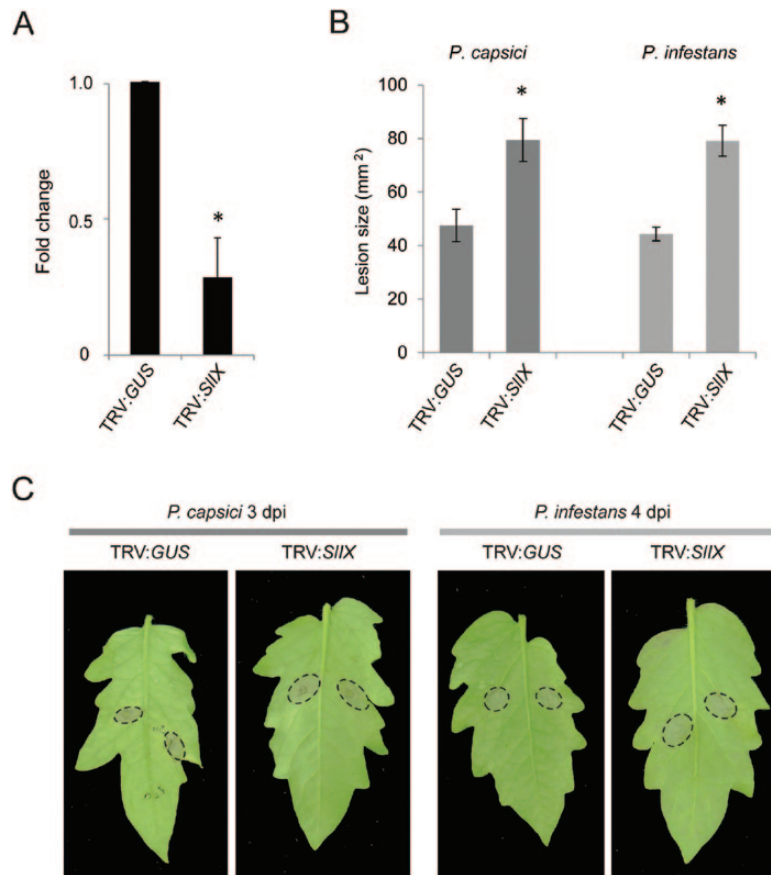 A
1.0
0.5
0
Fold change
*
TRV:GUS
TRV:SlIX
B
P. capsici
P. infestans
100
80
60
40
20
0
Lesion size (mm²)
*
*
TRV:GUS
TRV:SlIX
TRV:GUS
TRV:SlIX
C
P. capsici 3 dpi
P. infestans 4 dpi
TRV:GUS
TRV:SlIX
TRV:GUS
TRV:SlIX